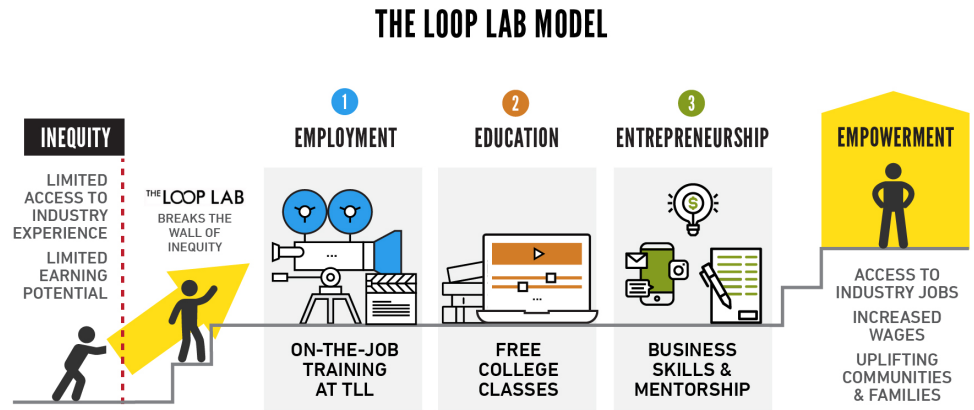 THE LOOP LAB MODEL
INEQUITY
LIMITED
ACCESS TO
INDUSTRY
EXPERIENCE
LIMITED
EARNING
POTENTIAL
THE LOOP LAB
BREAKS THE
WALL OF
INEQUITY
1
EMPLOYMENT
ON-THE-JOB
TRAINING
AT TLL
2
EDUCATION
FREE
COLLEGE
CLASSES
3
ENTREPRENEURSHIP
$
BUSINESS
SKILLS &
MENTORSHIP
EMPOWERMENT
ACCESS TO
INDUSTRY JOBS
INCREASED
WAGES
UPLIFTING
COMMUNITIES
& FAMILIES